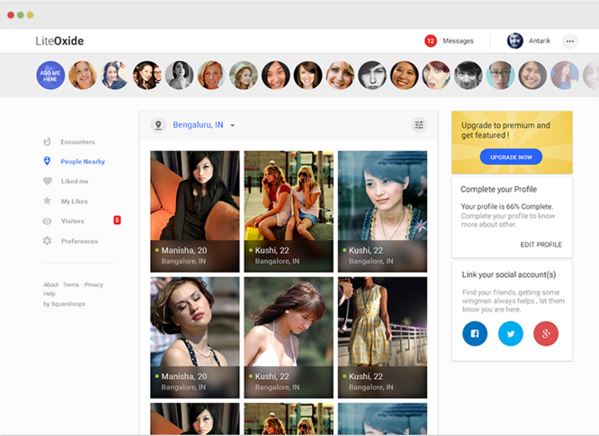 LiteOxide
12 Messages
Antarik
ADD ME
HERE
Encounters
People Nearby
Liked me
My Likes
Visitors 5
Preferences
About Terms Privacy
Help
by Squareloops
Bengaluru, IN
Manisha, 20
Bangalore, IN
Kushi, 22
Bangalore, IN
Kushi, 22
Bangalore, IN
Manisha, 20
Bangalore, IN
Kushi, 22
Bangalore, IN
Kushi, 22
Bangalore, IN
Upgrade to premium and
get featured !
UPGRADE NOW
Complete your Profile
Your profile is 66% Complete.
Complete your profile to know
more about other.
EDIT PROFILE
Link your social account(s)
Find your friends, getting some
wingmen always helps , let them
know you are here.
g+